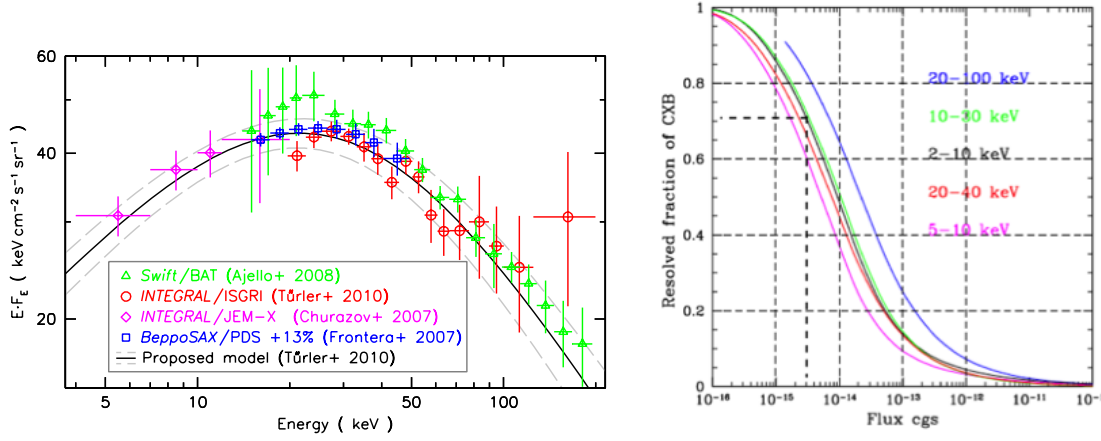 60
40
20
E·F_E ( keV cm⁻² s⁻¹ sr⁻¹ )
Swift/BAT (Ajello+ 2008)
INTEGRAL/ISGRI (Türler+ 2010)
INTEGRAL/JEM-X (Churazov+ 2007)
BeppoSAX/PDS +13% (Frontera+ 2007)
Proposed model (Türler+ 2010)
5 10 50 100
Energy ( keV )
1
0.8
0.6
0.4
0.2
0
Resolved fraction of CXB
20-100 keV
10-30 keV
2-10 keV
20-40 keV
5-10 keV
10⁻¹⁶ 10⁻¹⁵ 10⁻¹⁴ 10⁻¹³ 10⁻¹² 10⁻¹¹ 10⁻¹
Flux cgs